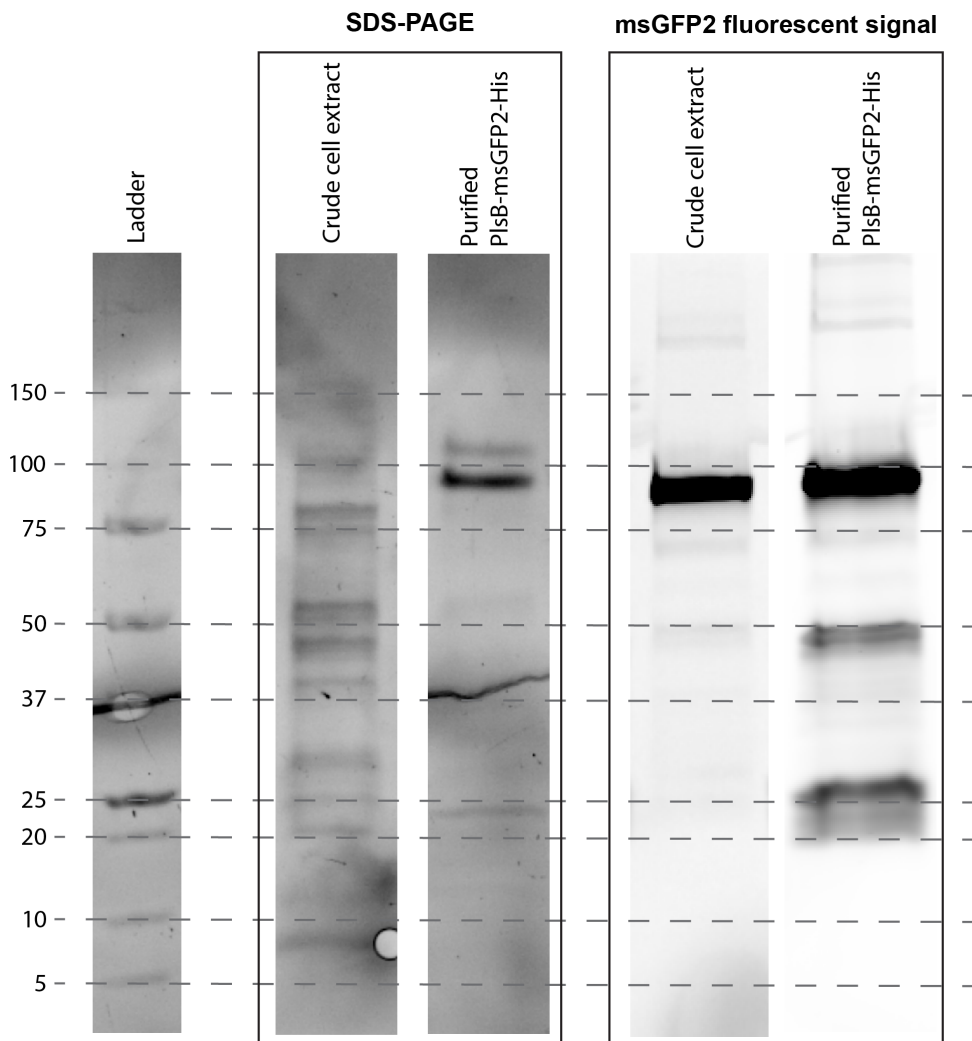 SDS-PAGE
msGFP2 fluorescent signal
Ladder
Crude cell extract
Purified
PlsB-msGFP2-His
Crude cell extract
Purified
PlsB-msGFP2-His
150
100
75
50
37
25
20
10
5